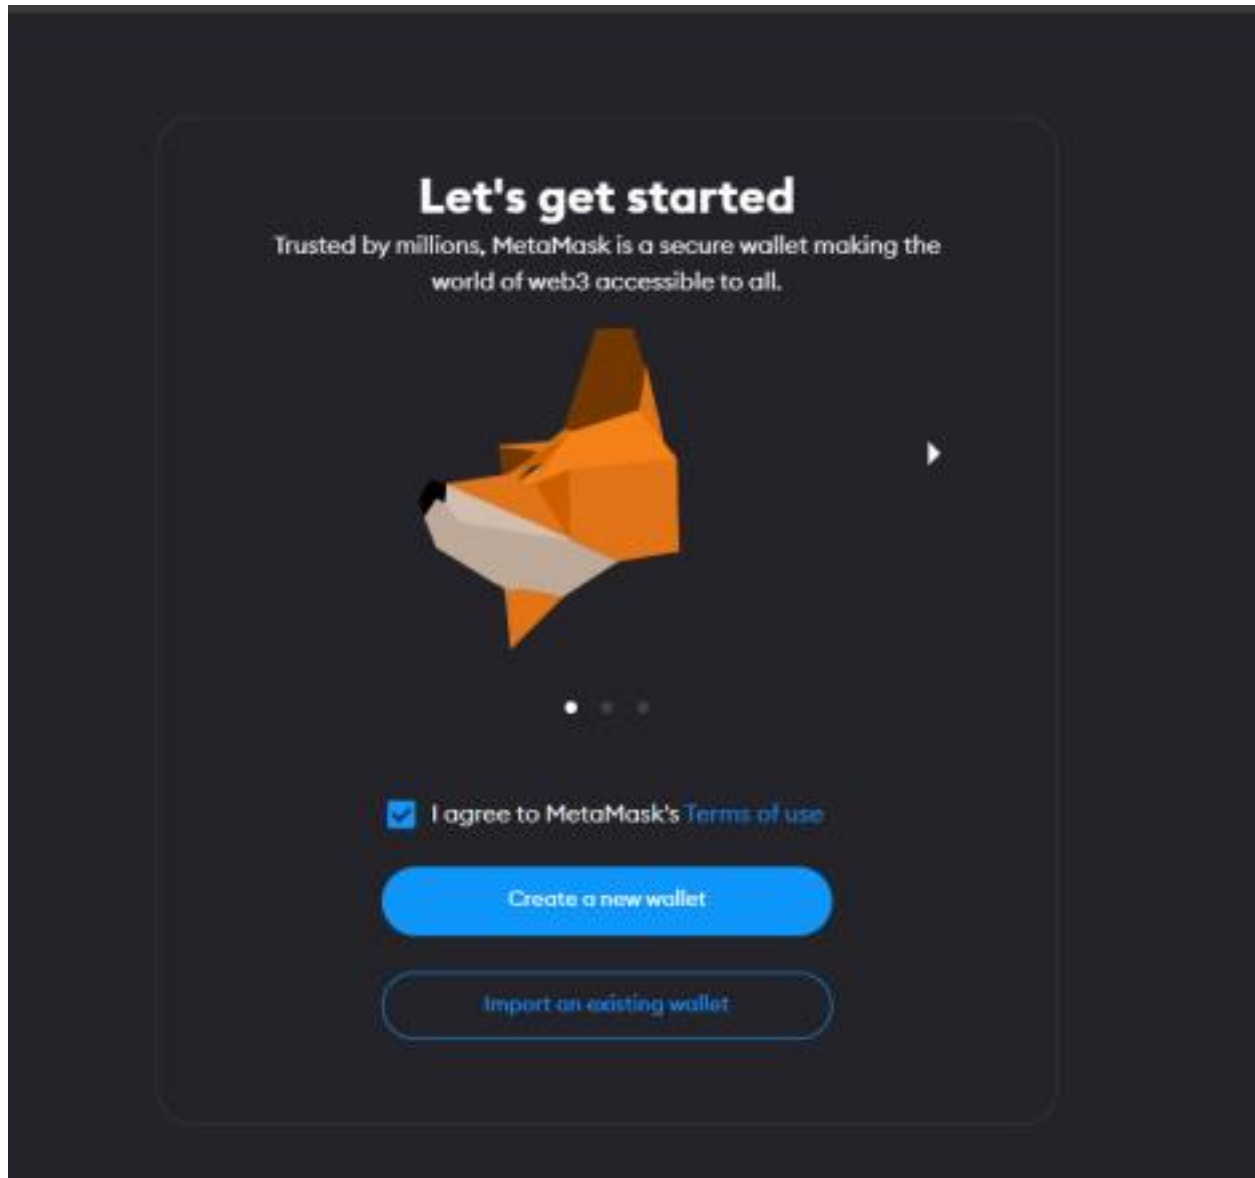 Let's get started
Trusted by millions, MetaMask is a secure wallet making the
world of web3 accessible to all.
I agree to MetaMask's Terms of use
Create a new wallet
Import an existing wallet